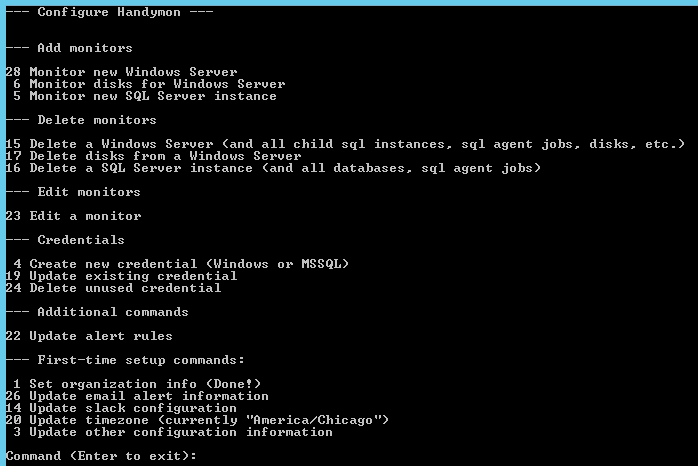 --- Configure Handymon ---
--- Add monitors
28 Monitor new Windows Server
6 Monitor disks for Windows Server
5 Monitor new SQL Server instance
--- Delete monitors
15 Delete a Windows Server (and all child sql instances, sql agent jobs, disks, etc.)
17 Delete disks from a Windows Server
16 Delete a SQL Server instance (and all databases, sql agent jobs)
--- Edit monitors
23 Edit a monitor
--- Credentials
4 Create new credential (Windows or MSSQL)
19 Update existing credential
24 Delete unused credential
--- Additional commands
22 Update alert rules
--- First-time setup commands:
1 Set organization info (Done!)
26 Update email alert information
14 Update slack configuration
20 Update timezone (currently "America/Chicago")
3 Update other configuration information
Command (Enter to exit):